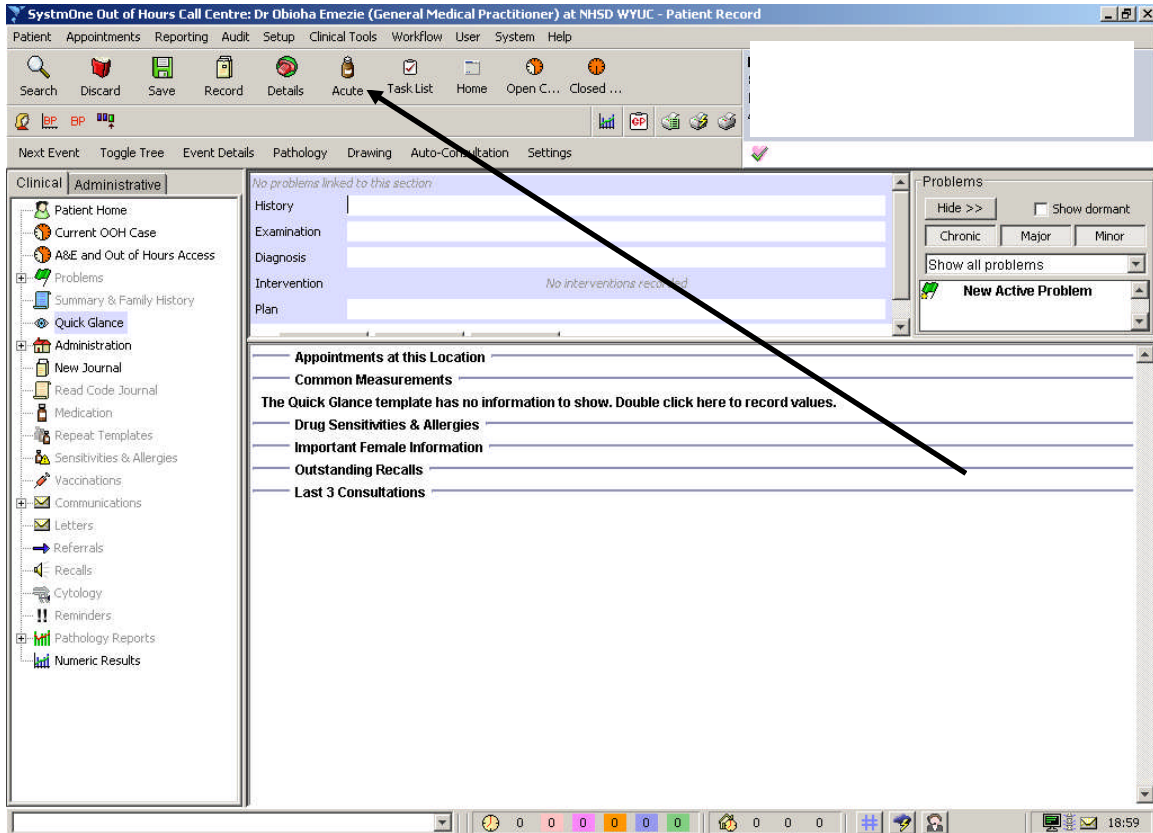 SystmOne Out of Hours Call Centre: Dr Obioha Emezie (General Medical Practitioner) at NHSD WYUC - Patient Record
Patient Appointments Reporting Audit Setup Clinical Tools Workflow User System Help
Search Discard Save Record Details Acute Task List Home Open C... Closed ...
BP BP GP
Next Event Toggle Tree Event Details Pathology Drawing Auto-Consultation Settings
Clinical Administrative
Patient Home
Current OOH Case
A&E and Out of Hours Access
Problems
Summary & Family History
Quick Glance
Administration
New Journal
Read Code Journal
Medication
Repeat Templates
Sensitivities & Allergies
Vaccinations
Communications
Letters
Referrals
Recalls
Cytology
Reminders
Pathology Reports
Numeric Results
No problems linked to this section
History
Examination
Diagnosis
Intervention No interventions recorded
Plan
Problems
Hide >> Show dormant
Chronic Major Minor
Show all problems
New Active Problem
Appointments at this Location
Common Measurements
The Quick Glance template has no information to show. Double click here to record values.
Drug Sensitivities & Allergies
Important Female Information
Outstanding Recalls
Last 3 Consultations
0 0 0 0 0 0 0 0 0 18:59